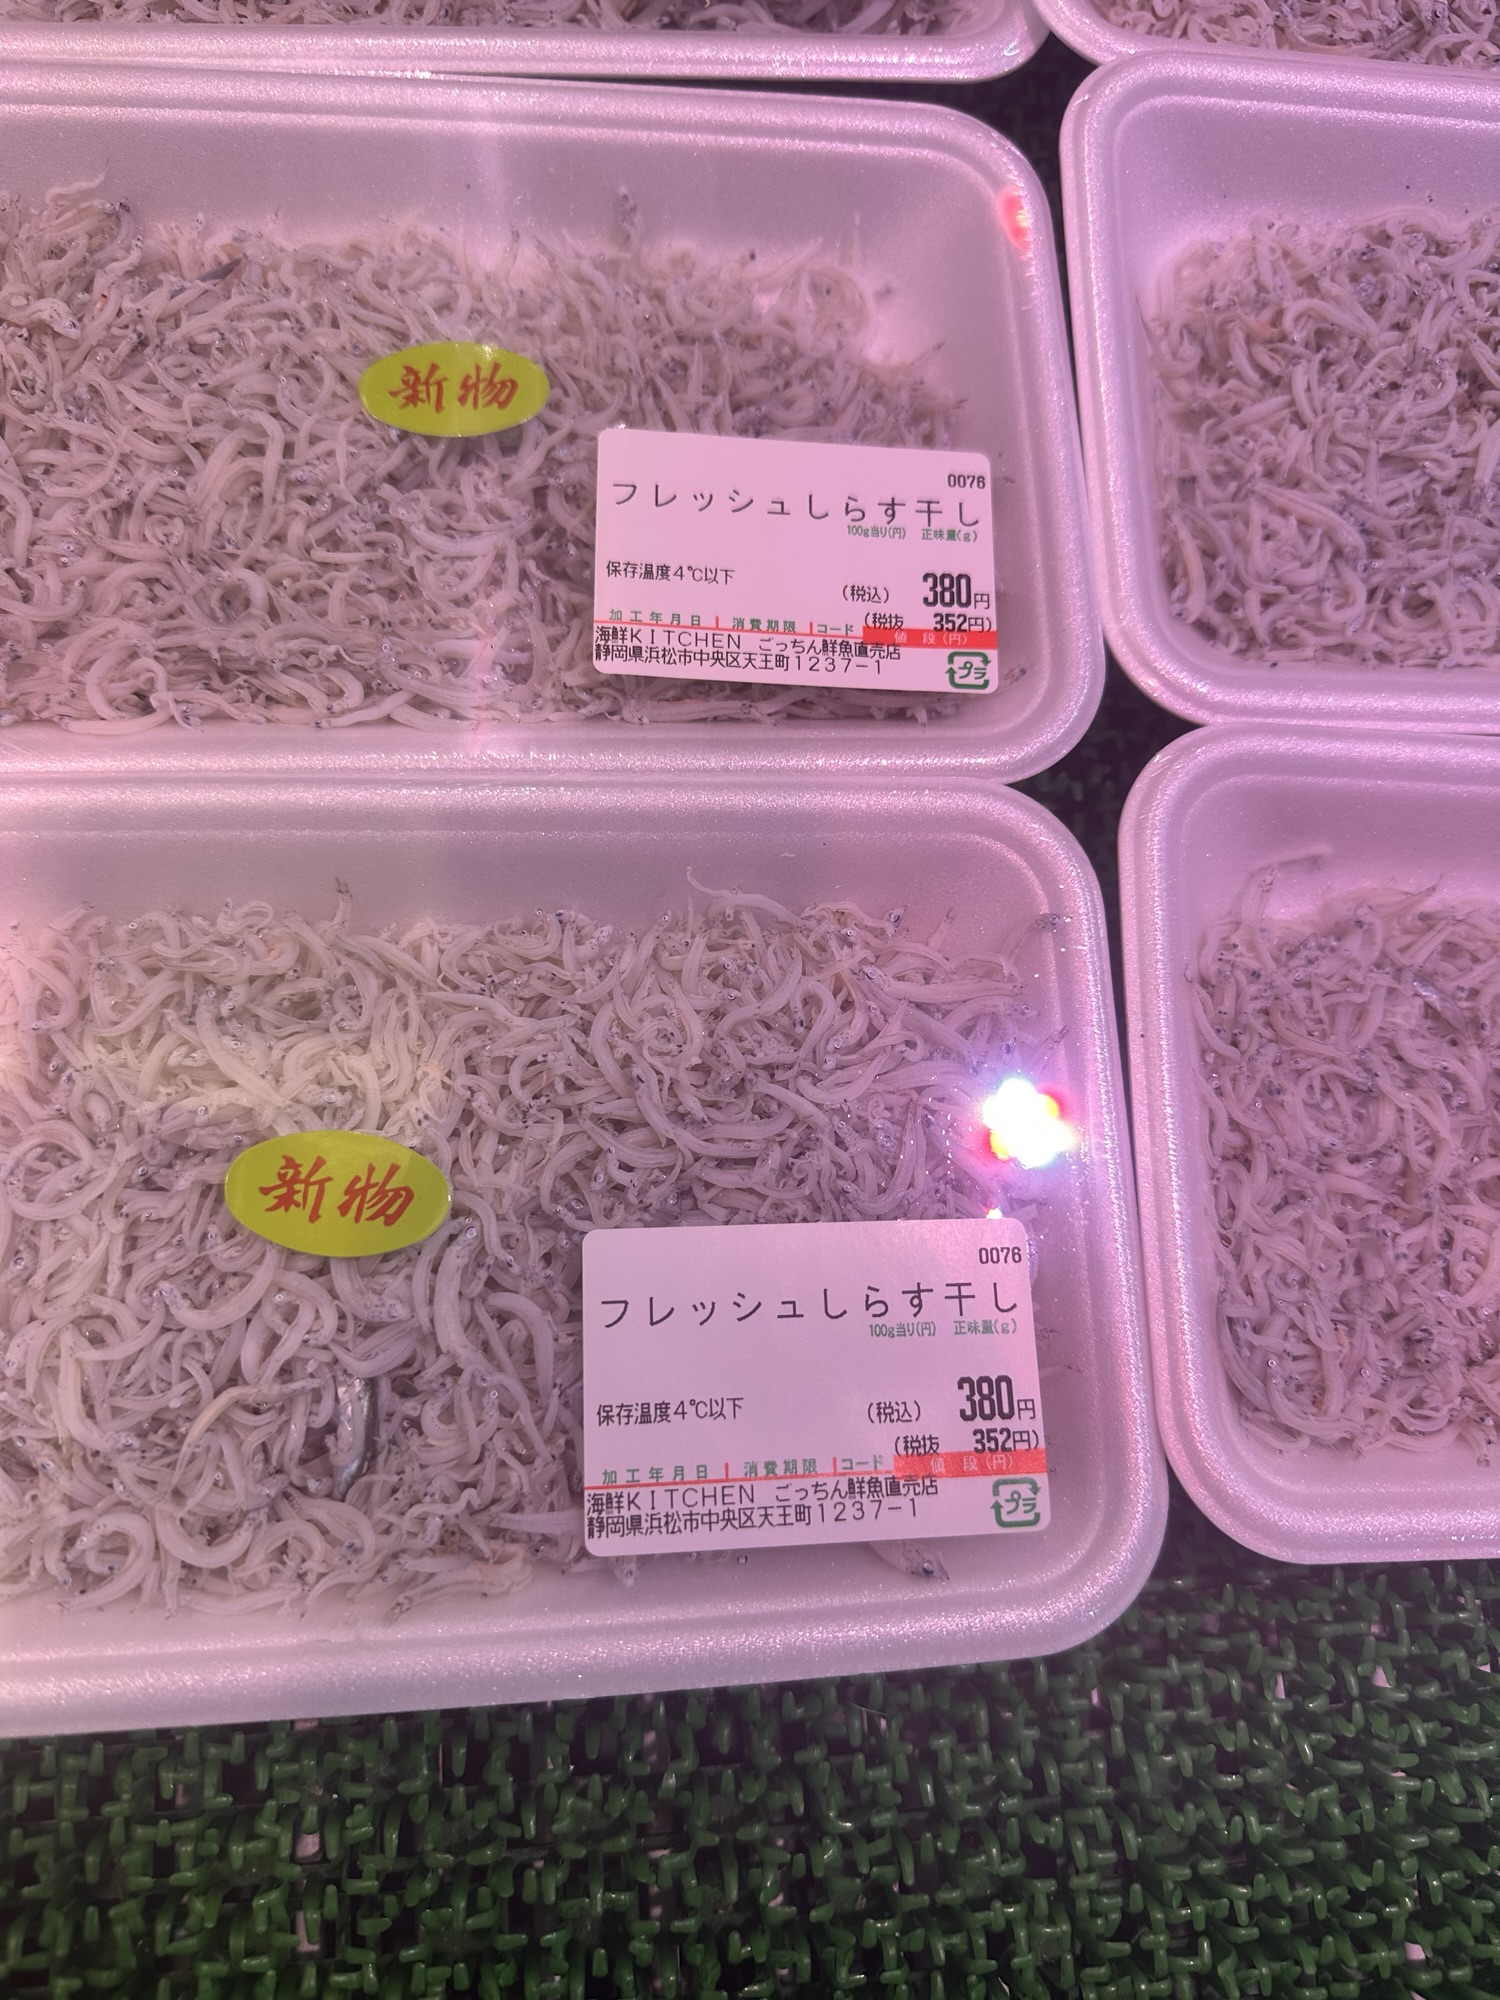 新物
0076
フレッシュしらす干し
100g当り(円) 正味量(g)
保存温度4℃以下
(税込) 380円
(税抜 352円)
加工年月日 消費期限 コード 値段(円)
海鮮KITCHEN ごっちん鮮魚直売店
静岡県浜松市中央区天王町1237-1
プラ
新物
0076
フレッシュしらす干し
100g当り(円) 正味量(g)
保存温度4℃以下
(税込) 380円
(税抜 352円)
加工年月日 消費期限 コード 値段(円)
海鮮KITCHEN ごっちん鮮魚直売店
静岡県浜松市中央区天王町1237-1
プラ